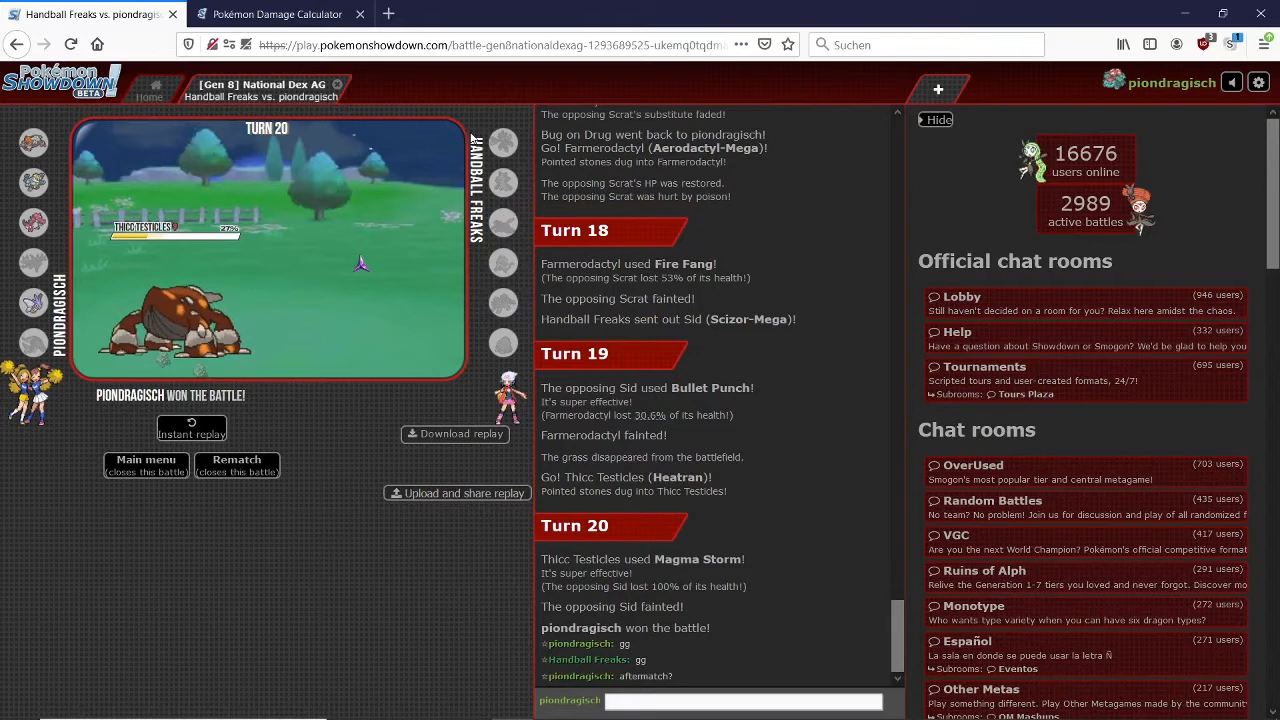 Handball Freaks vs. piondragisc
Pokémon Damage Calculator
https://play.pokemonshowdown.com/battle-gen8nationaldexag-1293689525-ukemq0tqdm
Suchen
3
1
Pokémon
SHOWDOWN!
BETA
Home
[Gen 8] National Dex AG
Handball Freaks vs. piondragisch
piondragisch
TURN 20
THICC TESTICLES
27%
PIONDRAGISCH
HANDBALL FREAKS
PIONDRAGISCH WON THE BATTLE!
Instant replay
Download replay
Main menu
(closes this battle)
Rematch
(closes this battle)
Upload and share replay
The opposing Scrat's substitute faded!
Bug on Drug went back to piondragisch!
Go! Farmerodactyl (Aerodactyl-Mega)!
Pointed stones dug into Farmerodactyl!
The opposing Scrat's HP was restored.
The opposing Scrat was hurt by poison!
Turn 18
Farmerodactyl used Fire Fang!
(The opposing Scrat lost 53% of its health!)
The opposing Scrat fainted!
Handball Freaks sent out Sid (Scizor-Mega)!
Turn 19
The opposing Sid used Bullet Punch!
It's super effective!
(Farmerodactyl lost 30.6% of its health!)
Farmerodactyl fainted!
The grass disappeared from the battlefield.
Go! Thicc Testicles (Heatran)!
Pointed stones dug into Thicc Testicles!
Turn 20
Thicc Testicles used Magma Storm!
It's super effective!
(The opposing Sid lost 100% of its health!)
The opposing Sid fainted!
piondragisch won the battle!
☆piondragisch: gg
☆Handball Freaks: gg
☆piondragisch: aftermatch?
piondragisch
Hide
16676
users online
2989
active battles
Official chat rooms
Lobby (946 users)
Still haven't decided on a room for you? Relax here amidst the chaos.
Help (332 users)
Have a question about Showdown or Smogon? We'd be glad to help you
Tournaments (695 users)
Scripted tours and user-created formats, 24/7!
Subrooms: Tours Plaza
Chat rooms
OverUsed (703 users)
Smogon's most popular tier and central metagame!
Random Battles (435 users)
No team? No problem! Join us for discussion and play of all randomized f
VGC (417 users)
Are you the next World Champion? Pokémon's official competitive format
Ruins of Alph (291 users)
Relive the Generation 1-7 tiers you loved and never forgot. Discover mo
Monotype (272 users)
Who wants type variety when you can have six dragon types?
Español (271 users)
La sala en donde se puede usar la letra Ñ
Subrooms: Eventos
Other Metas (217 users)
Play something different. Play Other Metagames made by the community
Subrooms: OM Mashups